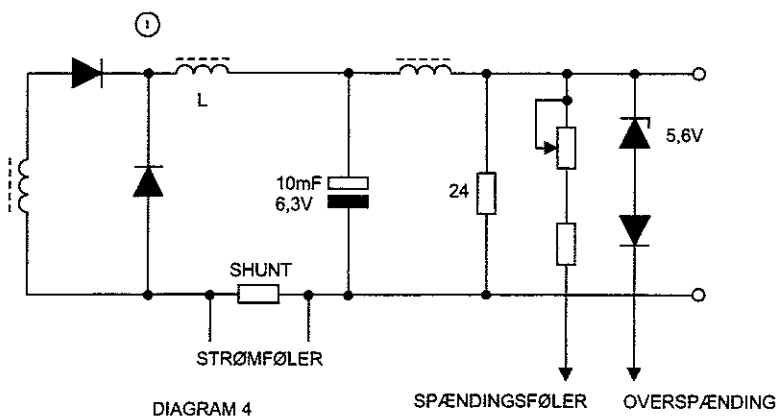 1
L
5,6V
10mF
6,3V
24
SHUNT
STRØMFØLER
DIAGRAM 4
SPÆNDINGSFØLER
OVERSPÆNDING